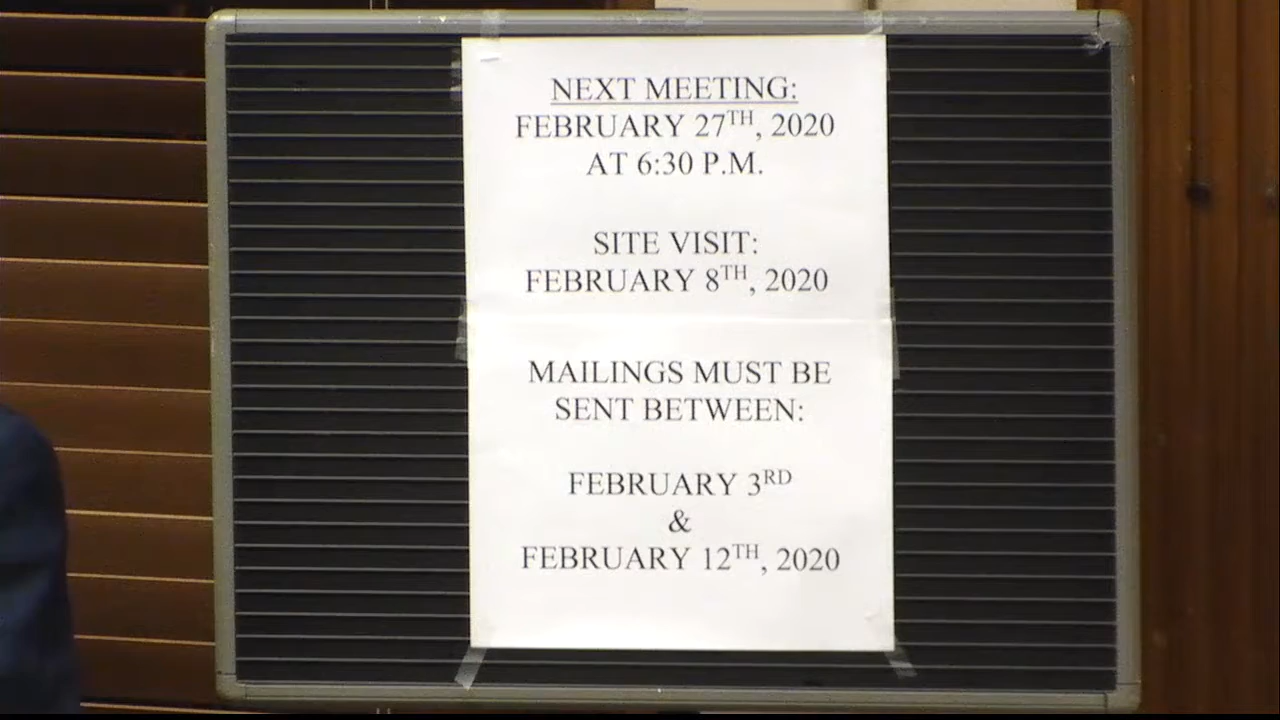 NEXT MEETING:
FEBRUARY 27TH, 2020
AT 6:30 P.M.
SITE VISIT:
FEBRUARY 8TH, 2020
MAILINGS MUST BE
SENT BETWEEN:
FEBRUARY 3RD
&
FEBRUARY 12TH, 2020